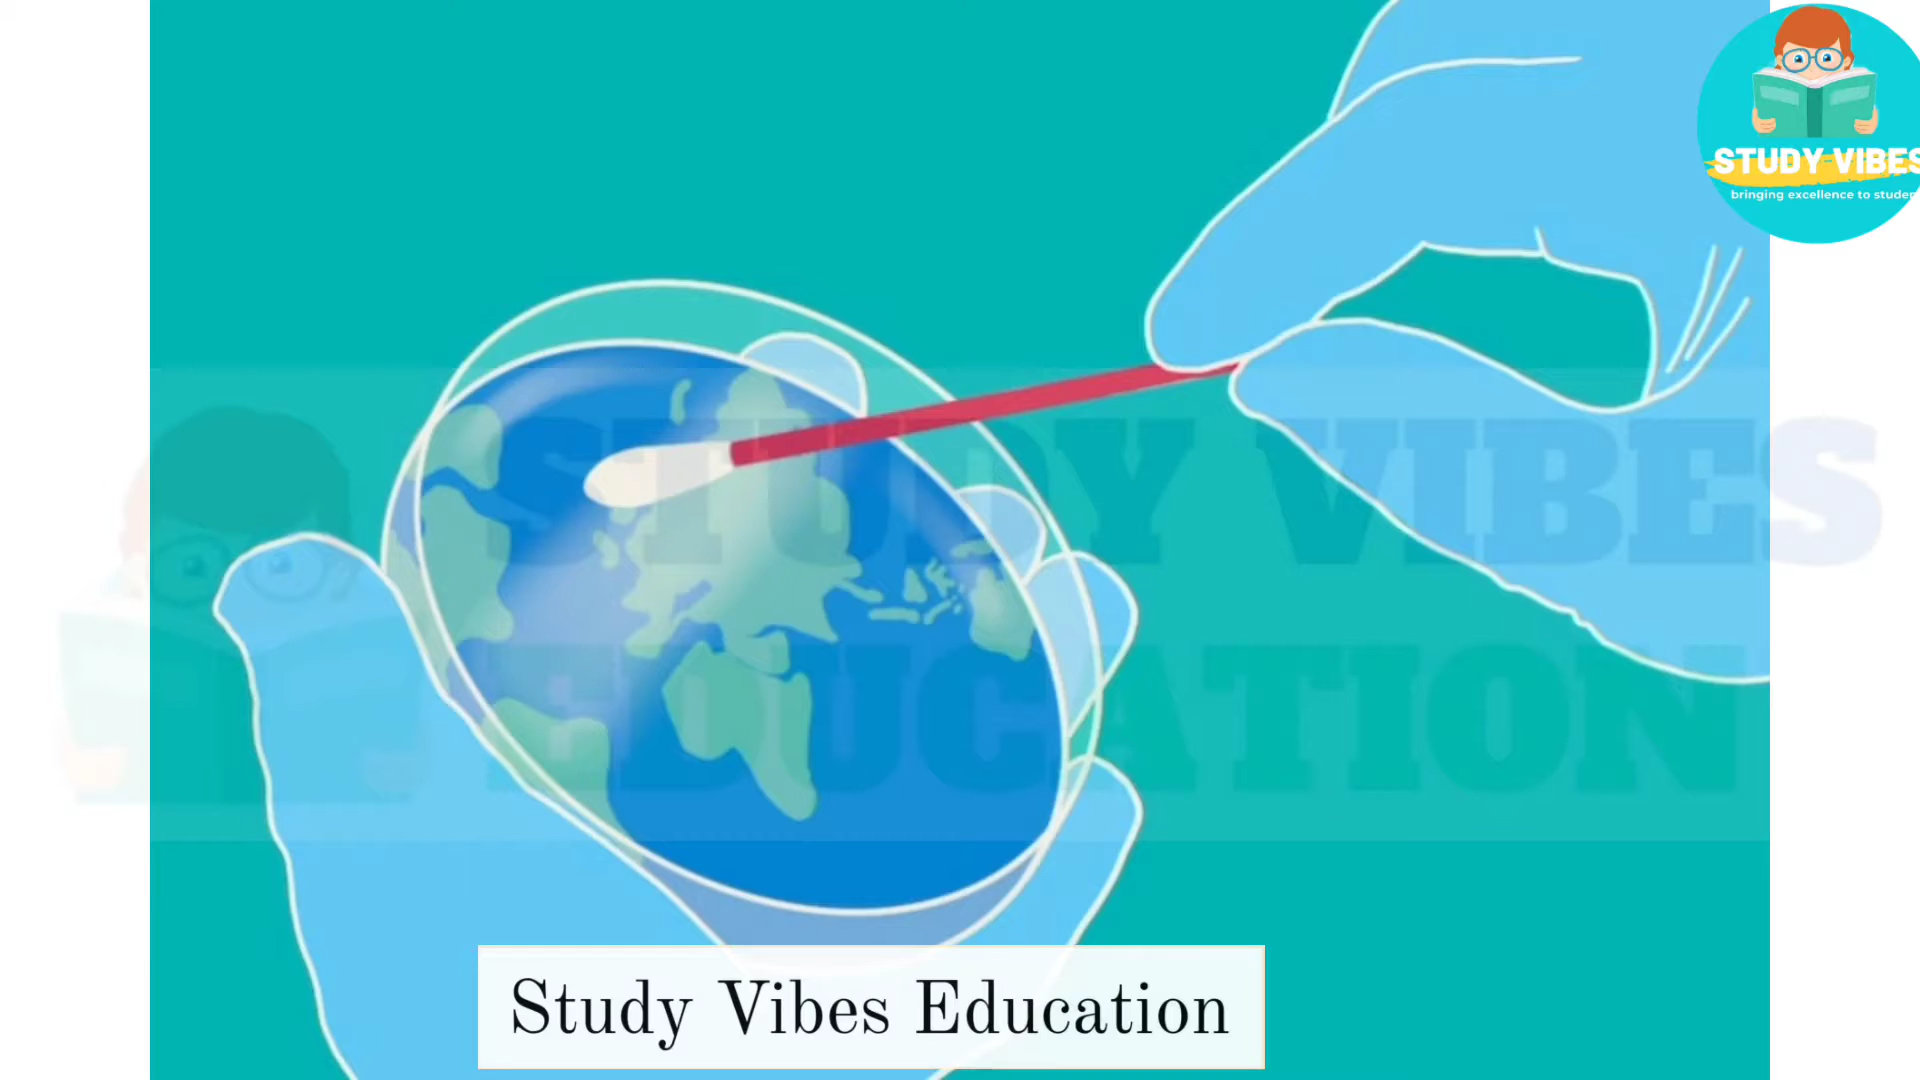 STUDY VIBES
bringing excellence to studen
STUDY VIBES
EDUCATION
Study Vibes Education